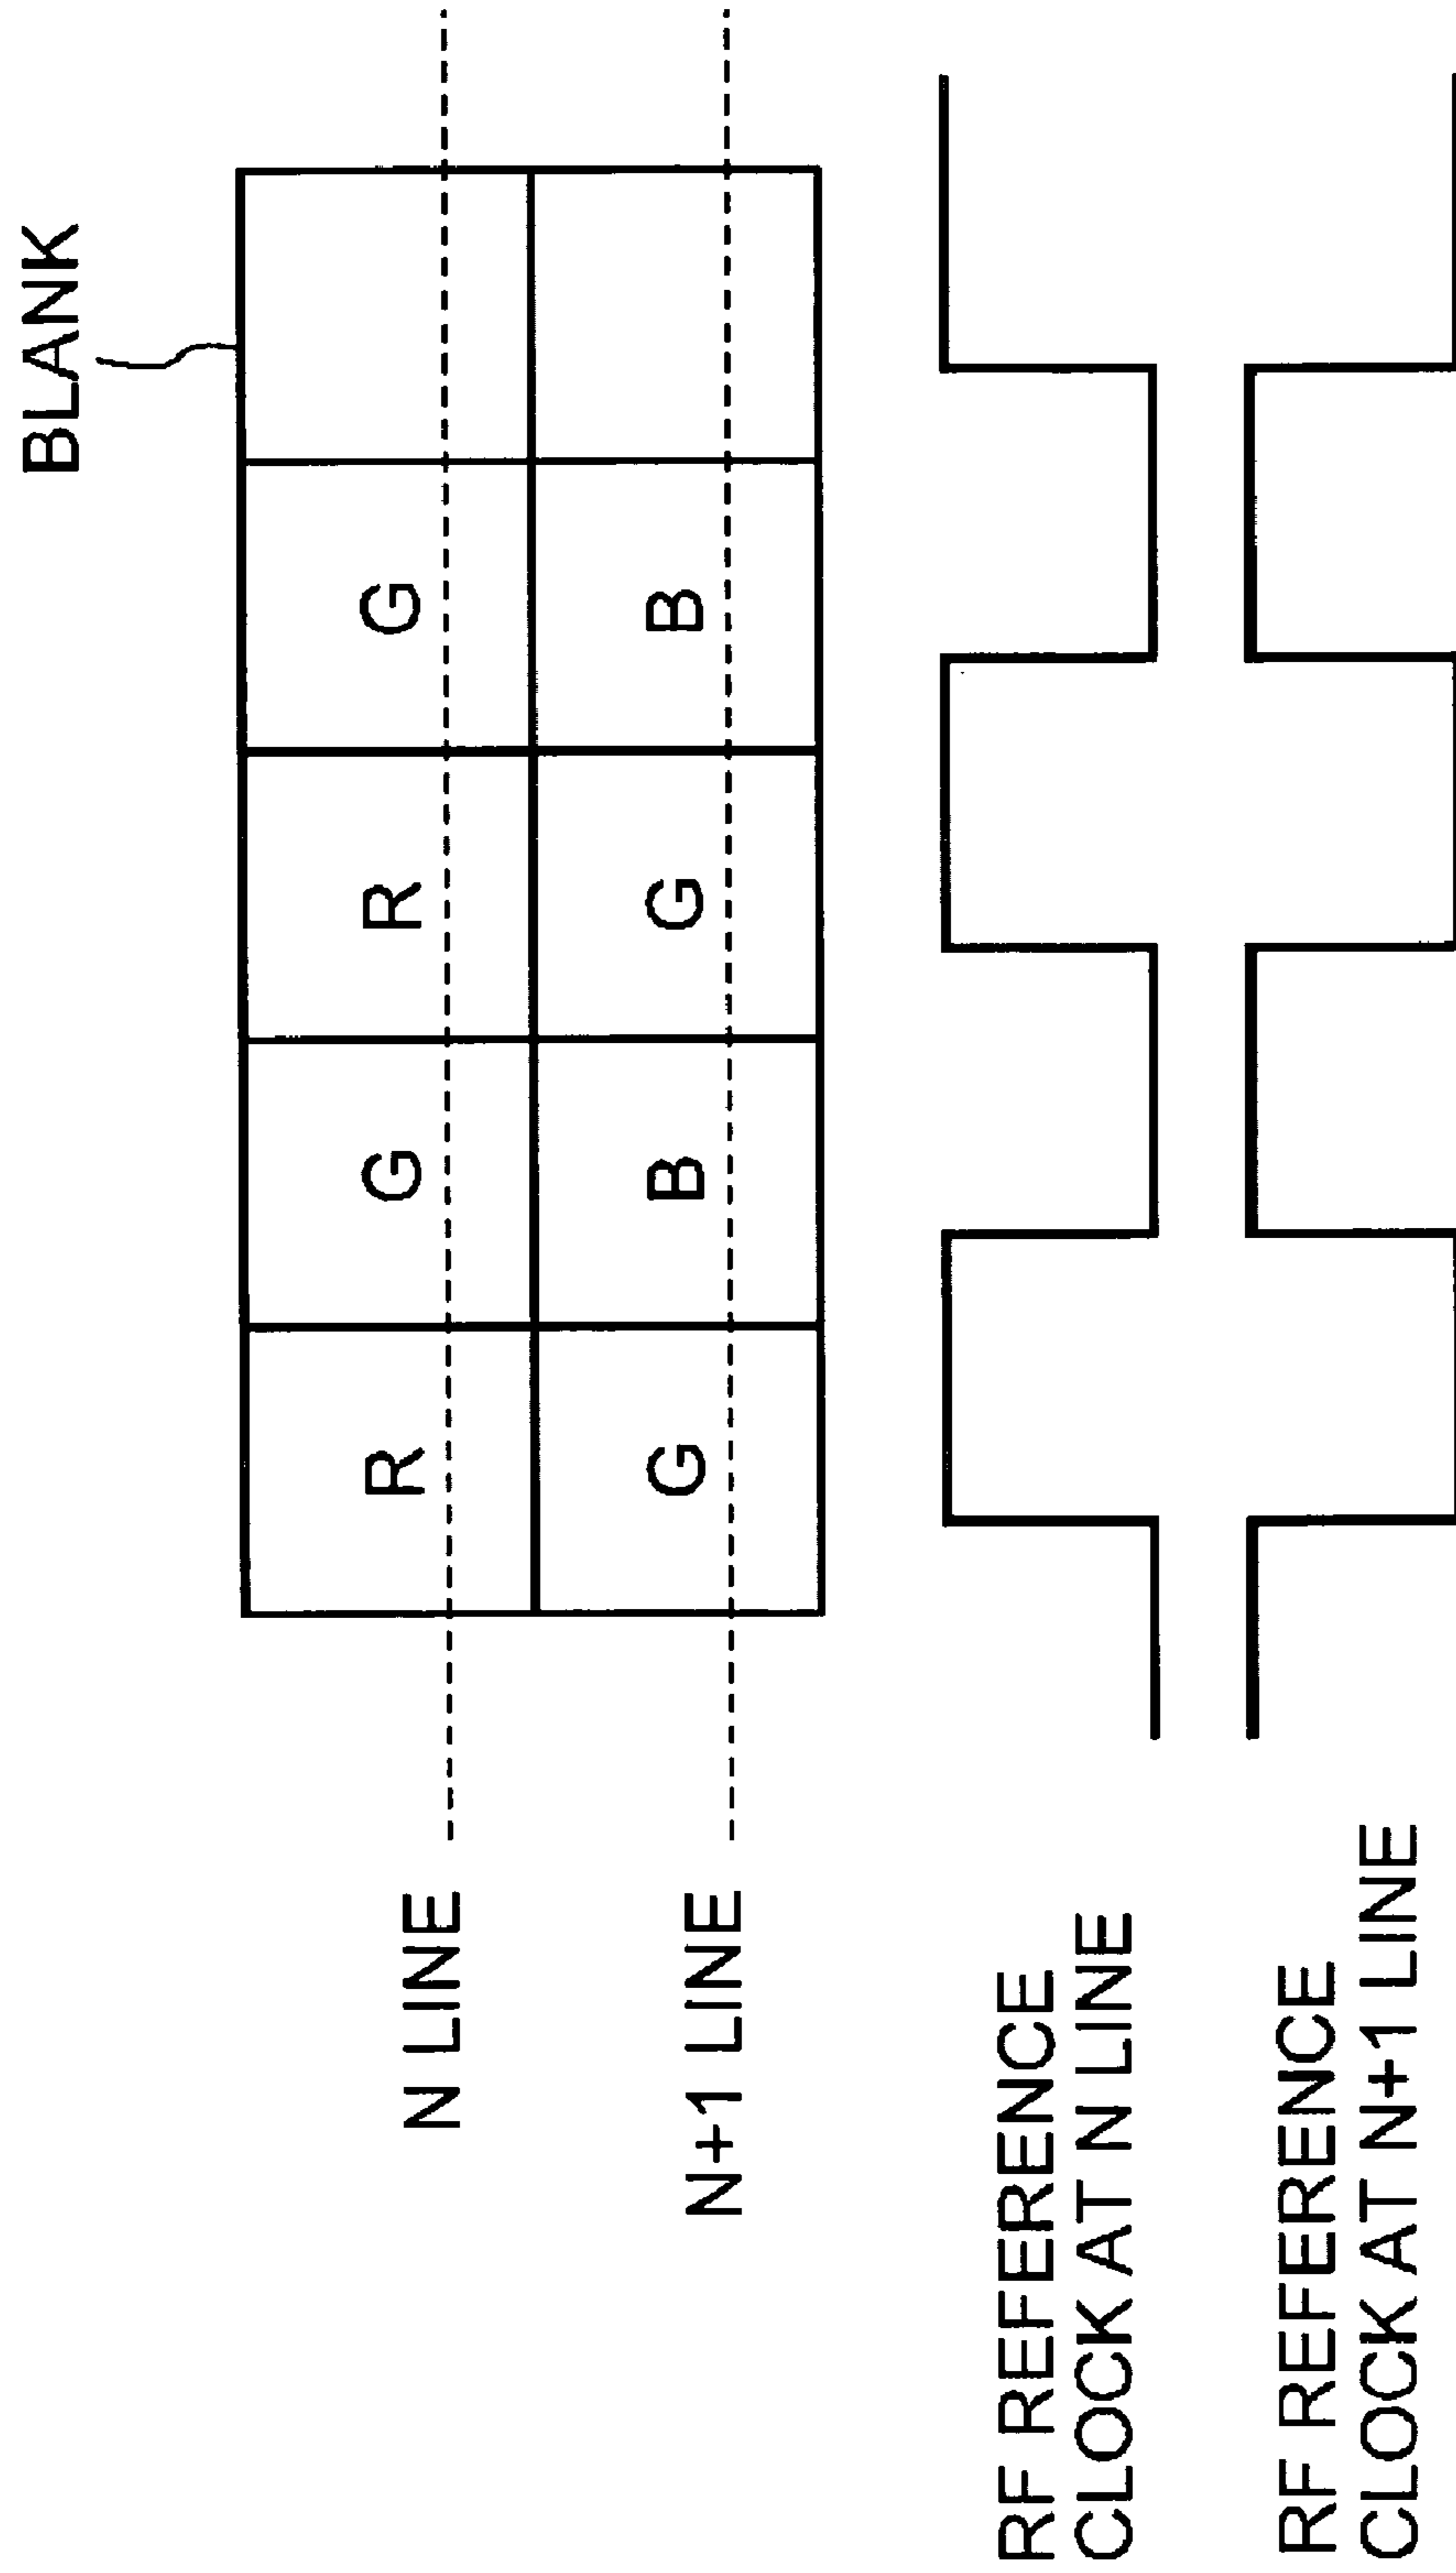 BLANK
N LINE R G R G
N+1 LINE G B G B
RF REFERENCE
CLOCK AT N LINE
RF REFERENCE
CLOCK AT N+1 LINE